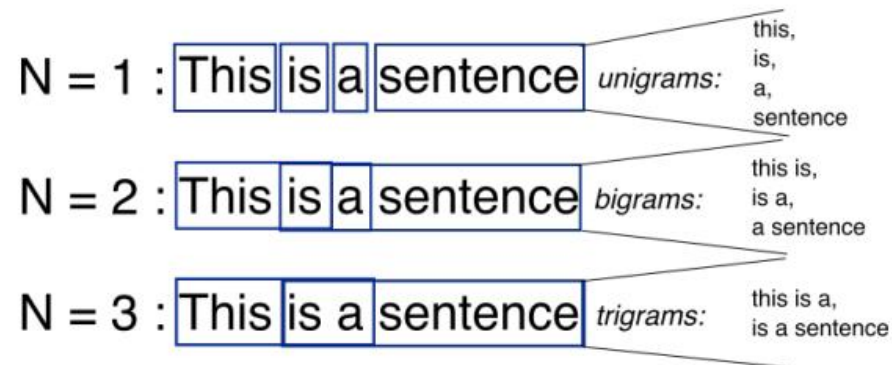 N = 1 : This is a sentence
unigrams:
this,
is,
a,
sentence
N = 2 : This is a sentence
bigrams:
this is,
is a,
a sentence
N = 3 : This is a sentence
trigrams:
this is a,
is a sentence